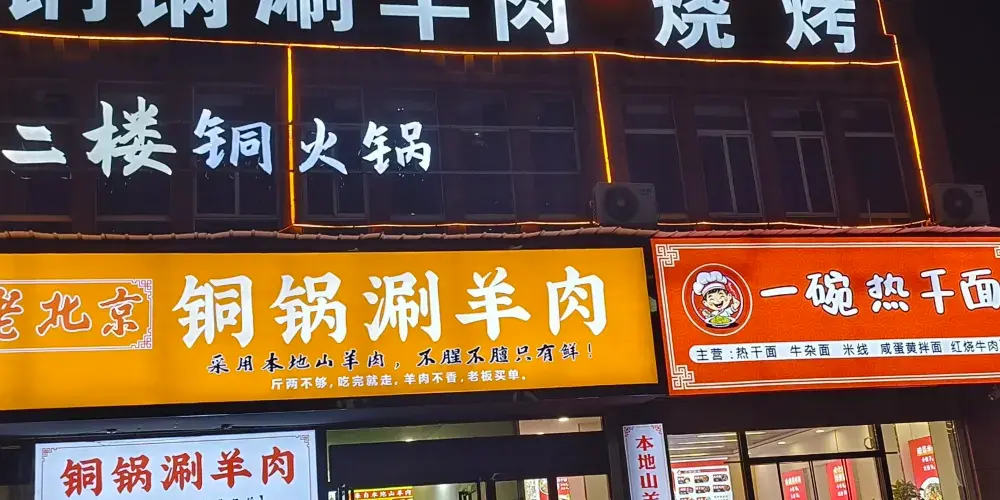 铜锅涮羊肉 烧烤
二楼铜火锅
老北京
铜锅涮羊肉
采用本地山羊肉，不腥不膻只有鲜！
斤两不够，吃完就走，羊肉不香，老板买单。
一碗热干面
主营：热干面 牛杂面 米线 咸蛋黄拌面 红烧牛肉
铜锅涮羊肉
本地山羊